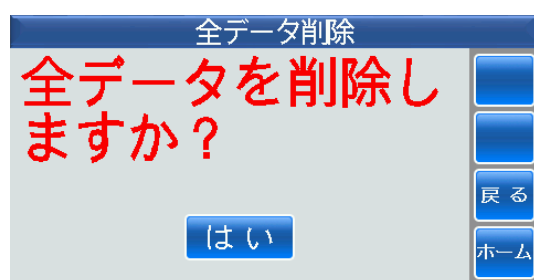 全データ削除
全データを削除し
ますか？
はい
戻る
ホーム